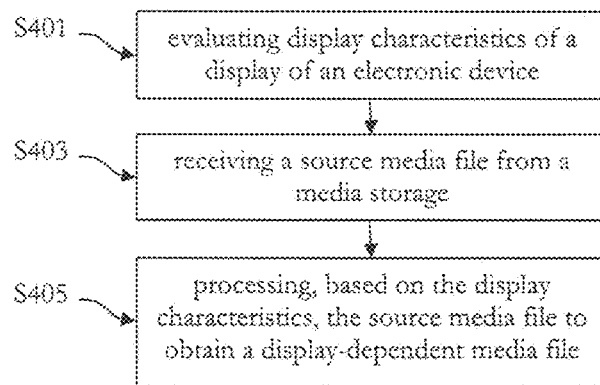 S401
evaluating display characteristics of a
display of an electronic device
S403
receiving a source media file from a
media storage
S405
processing, based on the display
characteristics, the source media file to
obtain a display-dependent media file